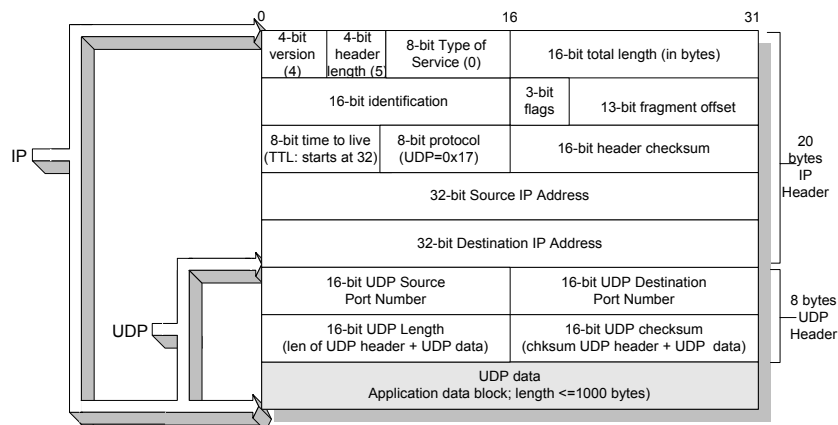 0 16 31
4-bit
version
(4)
4-bit
header
length (5)
8-bit Type of
Service (0)
16-bit total length (in bytes)
16-bit identification
3-bit
flags
13-bit fragment offset
8-bit time to live
(TTL: starts at 32)
8-bit protocol
(UDP=0x17)
16-bit header checksum
32-bit Source IP Address
32-bit Destination IP Address
20
bytes
IP
Header
IP
16-bit UDP Source
Port Number
16-bit UDP Destination
Port Number
16-bit UDP Length
(len of UDP header + UDP data)
16-bit UDP checksum
(chksum UDP header + UDP data)
8 bytes
UDP
Header
UDP
UDP data
Application data block; length <=1000 bytes)